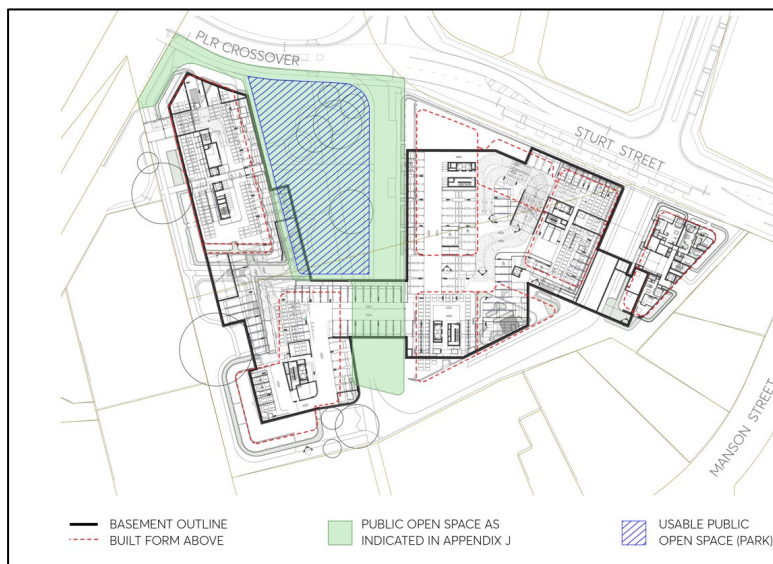 PLR CROSSOVER
STURT STREET
MANSON STREET
BASEMENT OUTLINE
BUILT FORM ABOVE
PUBLIC OPEN SPACE AS
INDICATED IN APPENDIX J
USABLE PUBLIC
OPEN SPACE (PARK)